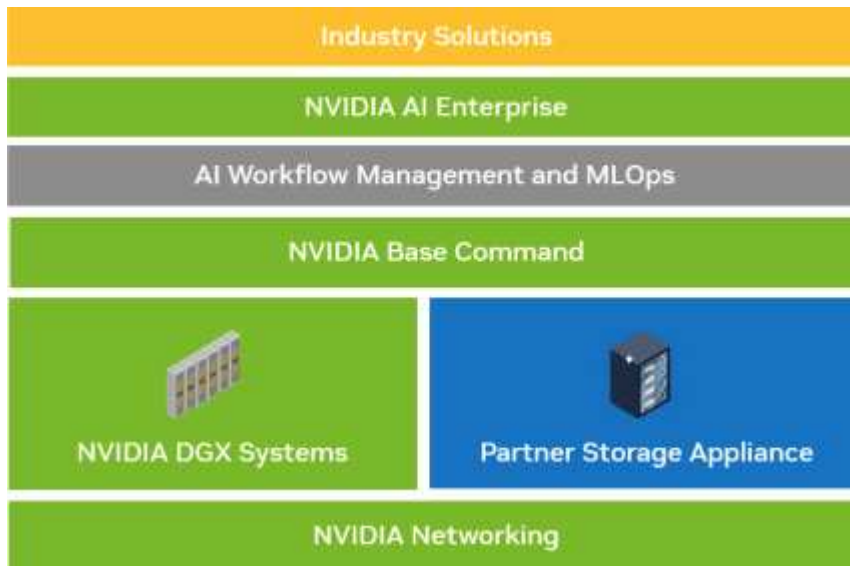 Industry Solutions
NVIDIA AI Enterprise
AI Workflow Management and MLOps
NVIDIA Base Command
NVIDIA DGX Systems
Partner Storage Appliance
NVIDIA Networking